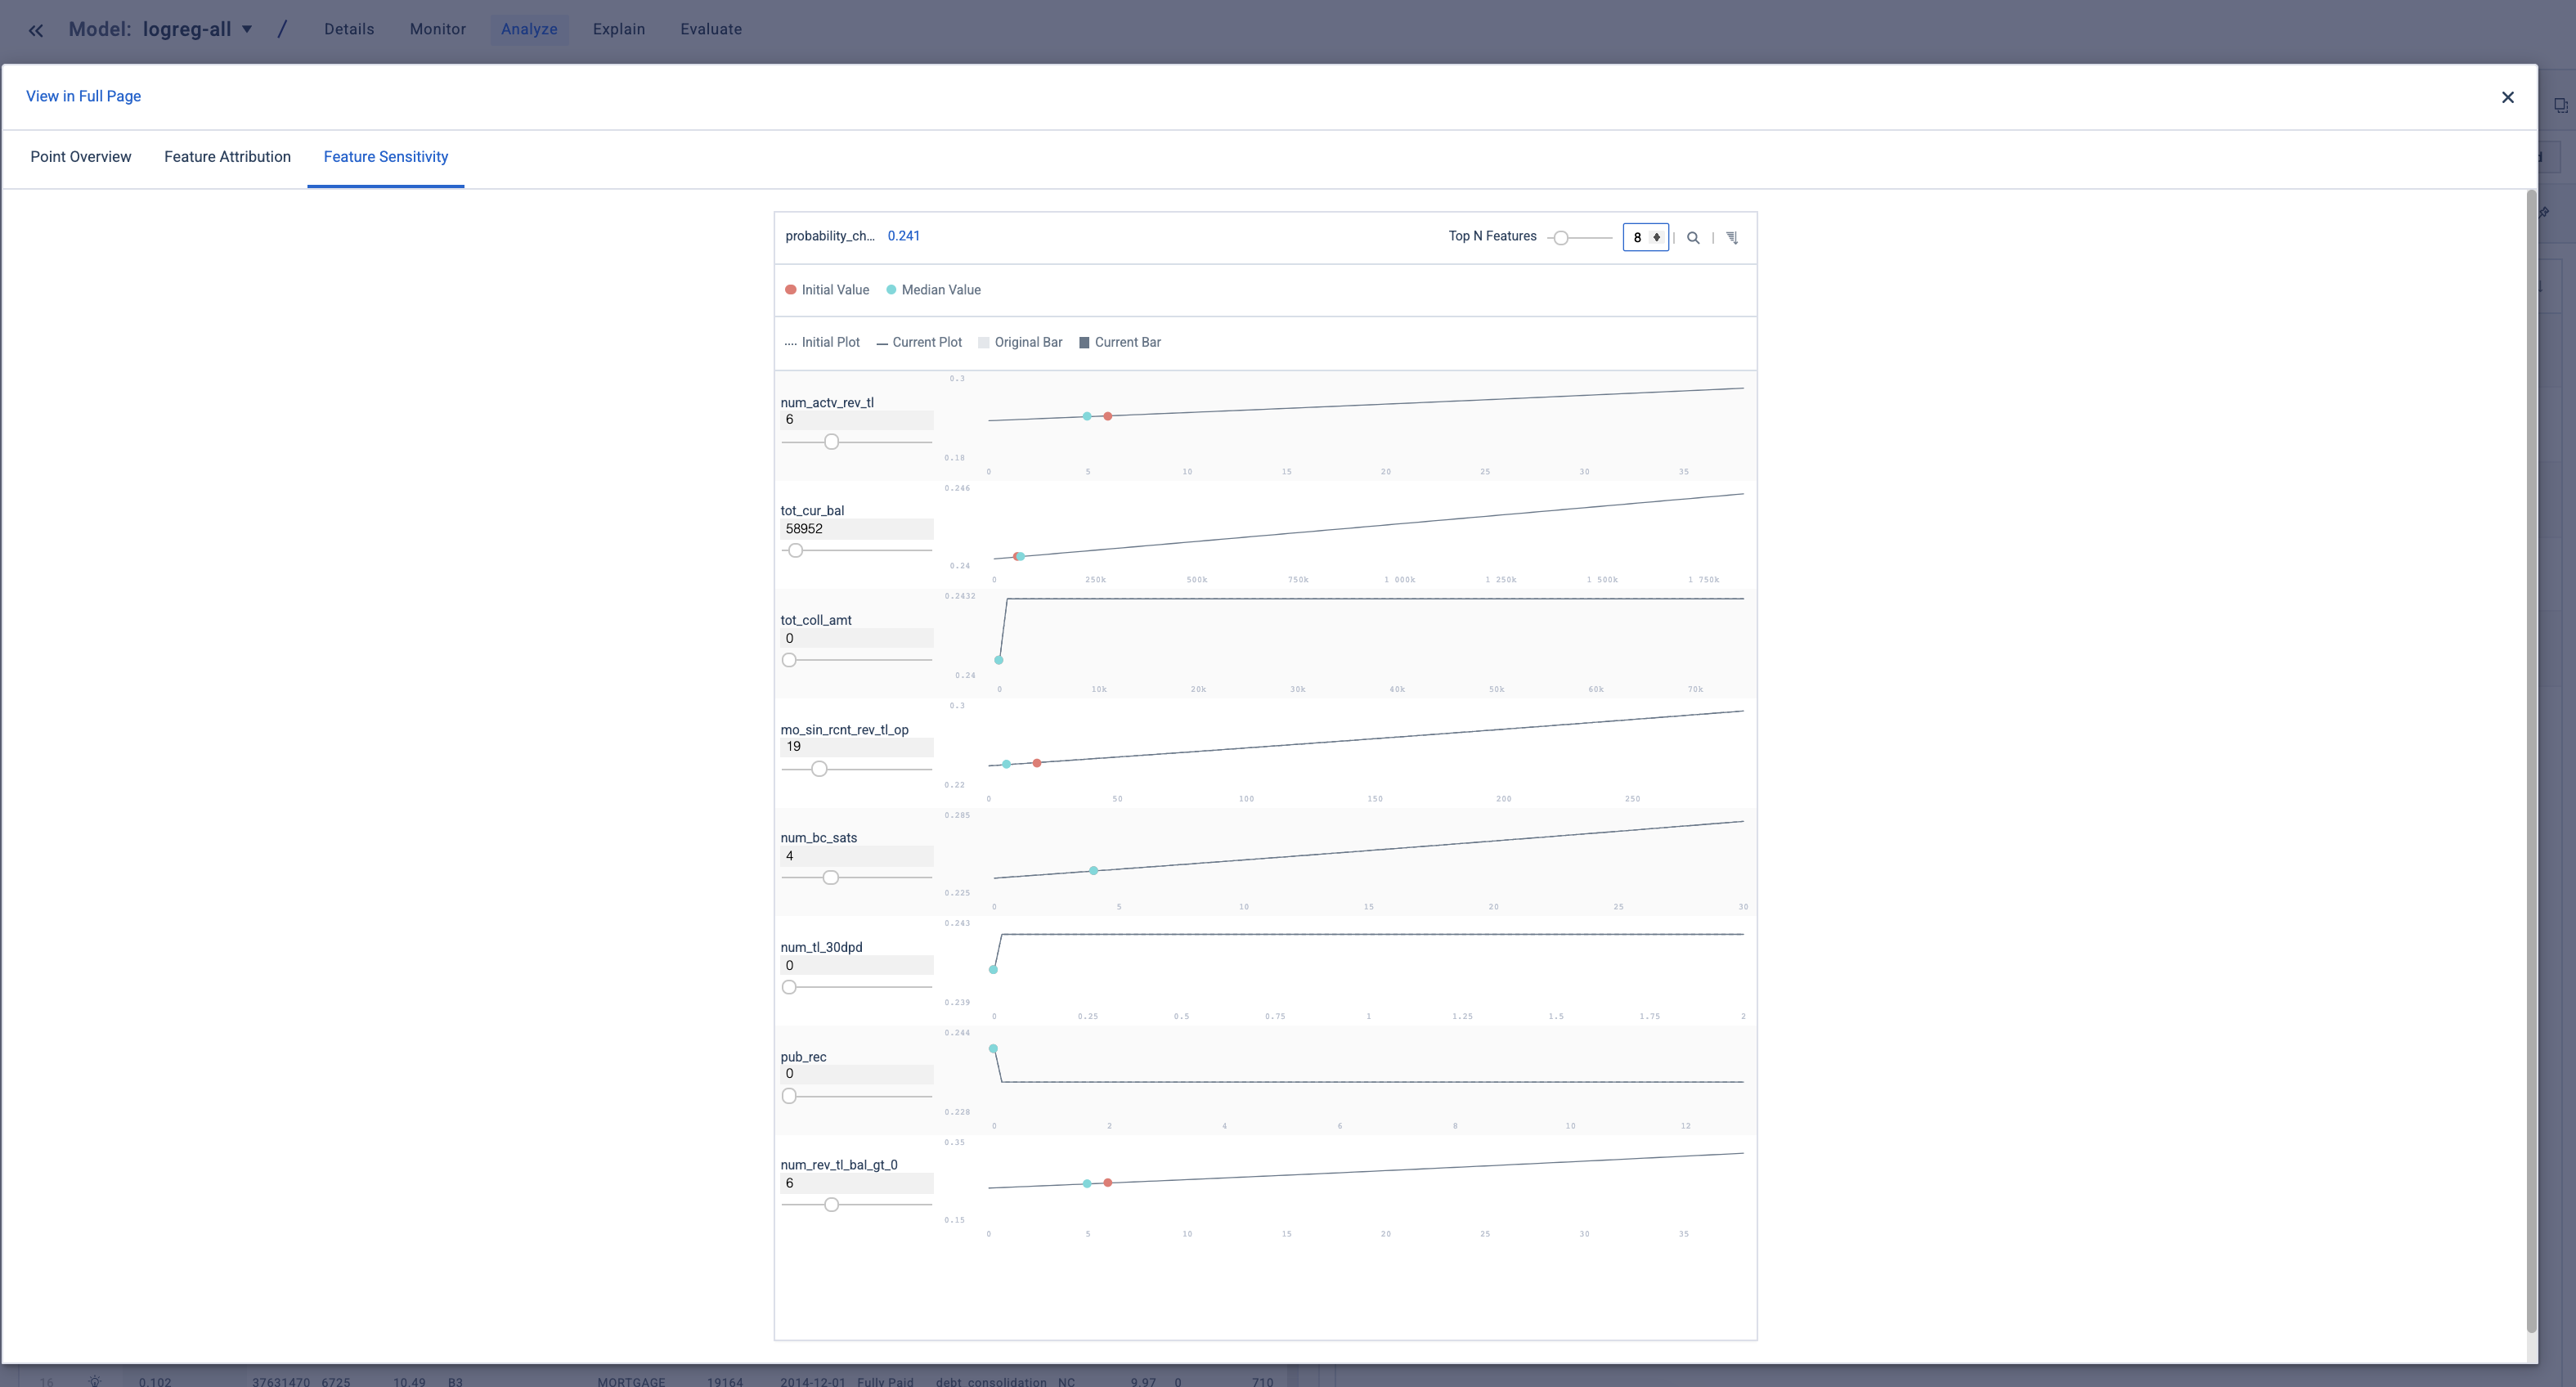 Model: logreg-all / Details Monitor Analyze Explain Evaluate
View in Full Page
Point Overview Feature Attribution Feature Sensitivity
probability_ch... 0.241 Top N Features 8
Initial Value Median Value
Initial Plot Current Plot Original Bar Current Bar
num_actv_rev_tl
6
0.3
0.18
0 5 10 15 20 25 30 35
tot_cur_bal
58952
0.246
0.24
0 250k 500k 750k 1 000k 1 250k 1 500k 1 750k
tot_coll_amt
0
0.2432
0.24
0 10k 20k 30k 40k 50k 60k 70k
mo_sin_rcnt_rev_tl_op
19
0.3
0.22
0 50 100 150 200 250
num_bc_sats
4
0.285
0.225
0 5 10 15 20 25 30
num_tl_30dpd
0
0.243
0.239
0 0.25 0.5 0.75 1 1.25 1.5 1.75 2
pub_rec
0
0.244
0.228
0 2 4 6 8 10 12
num_rev_tl_bal_gt_0
6
0.35
0.15
0 5 10 15 20 25 30 35
16 0.102 37631470 6725 10.49 B3 MORTGAGE 19164 2014-12-01 Fully Paid debt_consolidation NC 9.97 0 710